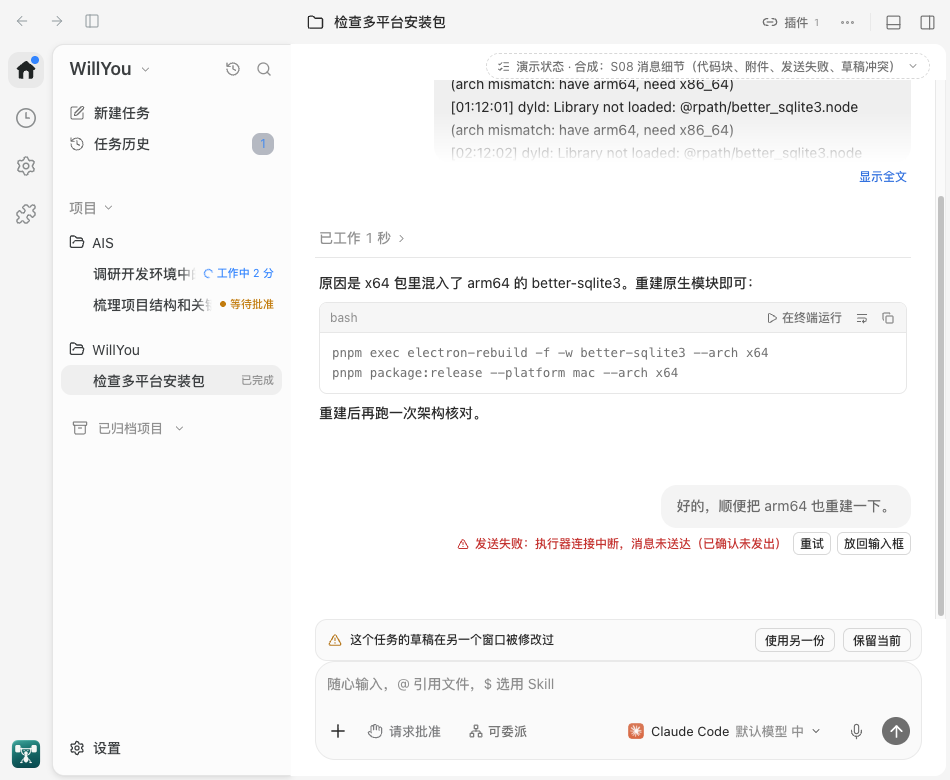 检查多平台安装包
插件 1
WillYou
新建任务
任务历史
1
项目
AIS
调研开发环境中
工作中 2 分
梳理项目结构和关
等待批准
WillYou
检查多平台安装包
已完成
已归档项目
设置
演示状态 · 合成：S08 消息细节（代码块、附件、发送失败、草稿冲突）
(arch mismatch: have arm64, need x86_64)
[01:12:01] dyld: Library not loaded: @rpath/better_sqlite3.node
(arch mismatch: have arm64, need x86_64)
[02:12:02] dyld: Library not loaded: @rpath/better_sqlite3.node
显示全文
已工作 1 秒
原因是 x64 包里混入了 arm64 的 better-sqlite3。重建原生模块即可：
bash
在终端运行
pnpm exec electron-rebuild -f -w better-sqlite3 --arch x64
pnpm package:release --platform mac --arch x64
重建后再跑一次架构核对。
好的，顺便把 arm64 也重建一下。
发送失败：执行器连接中断，消息未送达（已确认未发出）
重试
放回输入框
这个任务的草稿在另一个窗口被修改过
使用另一份
保留当前
随心输入，@ 引用文件，$ 选用 Skill
请求批准
可委派
Claude Code 默认模型 中